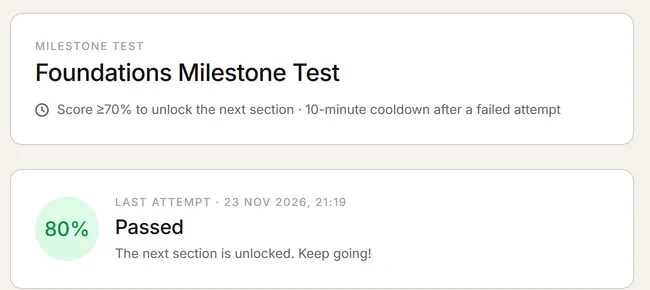 MILESTONE TEST
Foundations Milestone Test
Score ≥70% to unlock the next section · 10-minute cooldown after a failed attempt
LAST ATTEMPT · 23 NOV 2026, 21:19
80%
Passed
The next section is unlocked. Keep going!